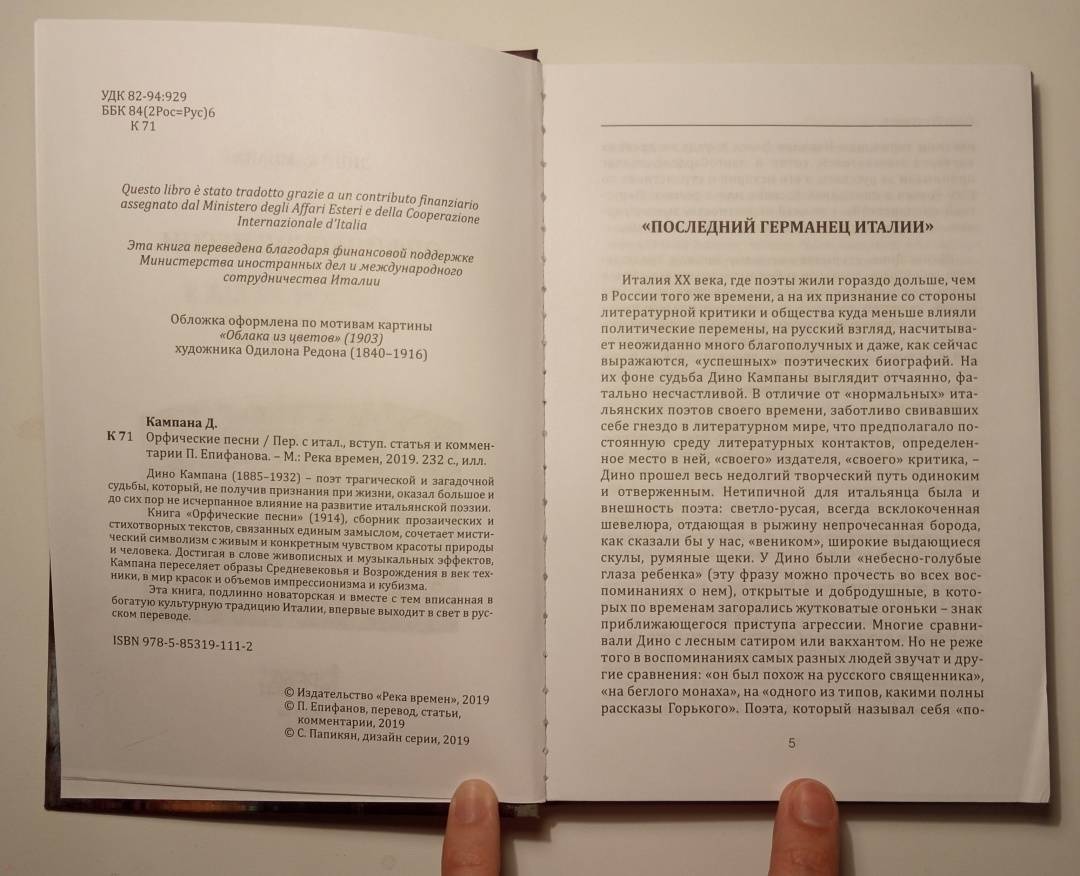 УДК 82-94:929
ББК 84(2Рос=Рус)6
К 71
Questo libro è stato tradotto grazie a un contributo finanziario
assegnato dal Ministero degli Affari Esteri e della Cooperazione
Internazionale d'Italia
Эта книга переведена благодаря финансовой поддержке
Министерства иностранных дел и международного
сотрудничества Италии
Обложка оформлена по мотивам картины
«Облака из цветов» (1903)
художника Одилона Редона (1840–1916)
Кампана Д.
К 71 Орфические песни / Пер. с итал., вступ. статья и коммен-
тарии П. Епифанова. – М.: Река времен, 2019. 232 с., илл.
Дино Кампана (1885–1932) – поэт трагической и загадочной
судьбы, который, не получив признания при жизни, оказал большое и
до сих пор не исчерпанное влияние на развитие итальянской поэзии.
Книга «Орфические песни» (1914), сборник прозаических и
стихотворных текстов, связанных единым замыслом, сочетает мисти-
ческий символизм с живым и конкретным чувством красоты природы
и человека. Достигая в слове живописных и музыкальных эффектов,
Кампана переселяет образы Средневековья и Возрождения в век тех-
ники, в мир красок и объемов импрессионизма и кубизма.
Эта книга, подлинно новаторская и вместе с тем вписанная в
богатую культурную традицию Италии, впервые выходит в свет в рус-
ском переводе.
ISBN 978-5-85319-111-2
© Издательство «Река времен», 2019
© П. Епифанов, перевод, статьи,
комментарии, 2019
© С. Папикян, дизайн серии, 2019
«ПОСЛЕДНИЙ ГЕРМАНЕЦ ИТАЛИИ»
Италия XX века, где поэты жили гораздо дольше, чем
в России того же времени, а на их признание со стороны
литературной критики и общества куда меньше влияли
политические перемены, на русский взгляд, насчитыва-
ет неожиданно много благополучных и даже, как сейчас
выражаются, «успешных» поэтических биографий. На
их фоне судьба Дино Кампаны выглядит отчаянно, фа-
тально несчастливой. В отличие от «нормальных» ита-
льянских поэтов своего времени, заботливо свивавших
себе гнездо в литературном мире, что предполагало по-
стоянную среду литературных контактов, определен-
ное место в ней, «своего» издателя, «своего» критика, –
Дино прошел весь недолгий творческий путь одиноким
и отверженным. Нетипичной для итальянца была и
внешность поэта: светло-русая, всегда всклокоченная
шевелюра, отдающая в рыжину непрочесанная борода,
как сказали бы у нас, «веником», широкие выдающиеся
скулы, румяные щеки. У Дино были «небесно-голубые
глаза ребенка» (эту фразу можно прочесть во всех вос-
поминаниях о нем), открытые и добродушные, в кото-
рых по временам загорались жутковатые огоньки – знак
приближающегося приступа агрессии. Многие сравни-
вали Дино с лесным сатиром или вакхантом. Но не реже
того в воспоминаниях самых разных людей звучат и дру-
гие сравнения: «он был похож на русского священника»,
«на беглого монаха», на «одного из типов, какими полны
рассказы Горького». Поэта, который называл себя «по-
5